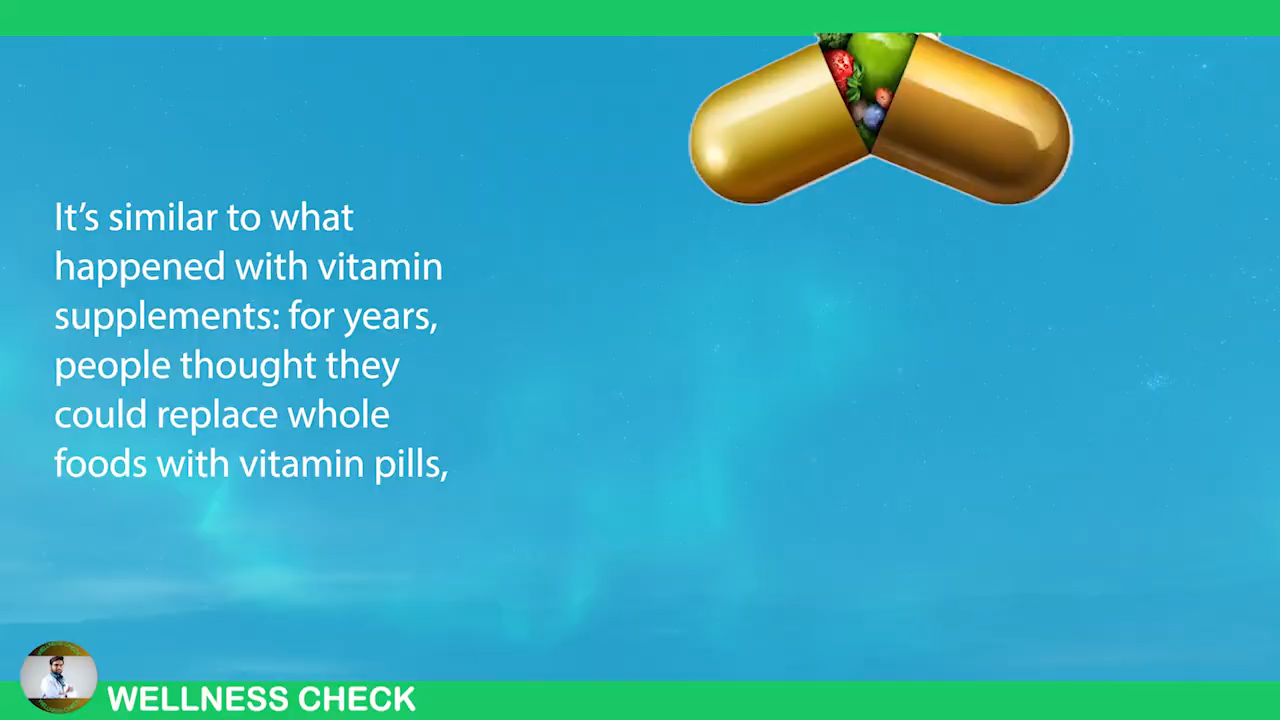 It’s similar to what
happened with vitamin
supplements: for years,
people thought they
could replace whole
foods with vitamin pills,
WELLNESS CHECK